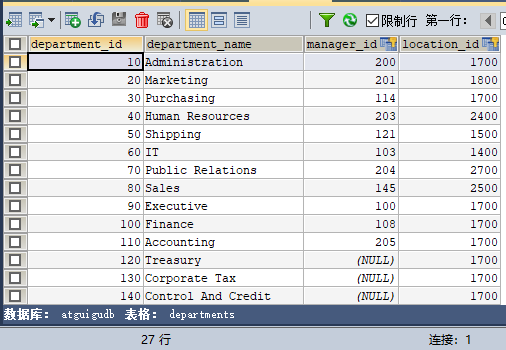 限制行 第一行: 0
department_id department_name manager_id location_id
10 Administration 200 1700
20 Marketing 201 1800
30 Purchasing 114 1700
40 Human Resources 203 2400
50 Shipping 121 1500
60 IT 103 1400
70 Public Relations 204 2700
80 Sales 145 2500
90 Executive 100 1700
100 Finance 108 1700
110 Accounting 205 1700
120 Treasury (NULL) 1700
130 Corporate Tax (NULL) 1700
140 Control And Credit (NULL) 1700
数据库: atguigudb 表格: departments
27 行 连接: 1